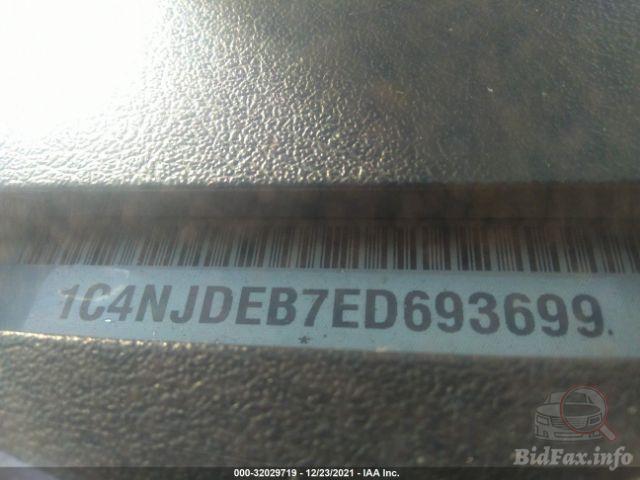 1C4NJDEB7ED693699.
*
BidFax.info
000-32029719 - 12/23/2021 - IAA Inc.